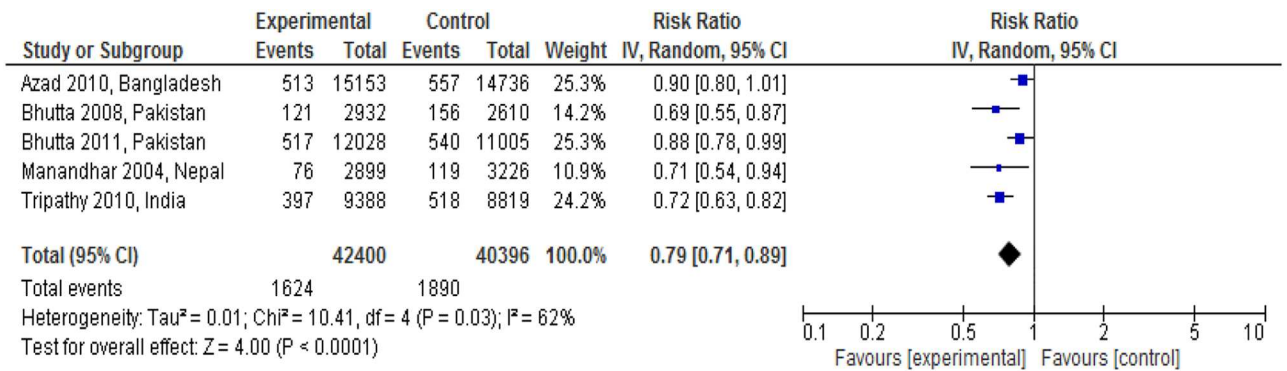 Experimental Control Risk Ratio Risk Ratio
Study or Subgroup Events Total Events Total Weight IV, Random, 95% CI IV, Random, 95% CI
Azad 2010, Bangladesh 513 15153 557 14736 25.3% 0.90 [0.80, 1.01]
Bhutta 2008, Pakistan 121 2932 156 2610 14.2% 0.69 [0.55, 0.87]
Bhutta 2011, Pakistan 517 12028 540 11005 25.3% 0.88 [0.78, 0.99]
Manandhar 2004, Nepal 76 2899 119 3226 10.9% 0.71 [0.54, 0.94]
Tripathy 2010, India 397 9388 518 8819 24.2% 0.72 [0.63, 0.82]
Total (95% CI) 42400 40396 100.0% 0.79 [0.71, 0.89]
Total events 1624 1890
Heterogeneity: Tau² = 0.01; Chi² = 10.41, df = 4 (P = 0.03); I² = 62%
Test for overall effect: Z = 4.00 (P < 0.0001)
0.1 0.2 0.5 1 2 5 10
Favours [experimental] Favours [control]